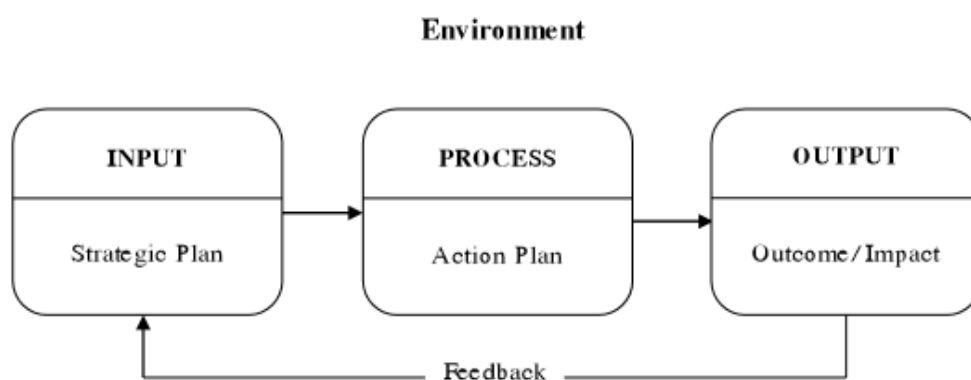 Environment
INPUT
PROCESS
OUTPUT
Strategic Plan
Action Plan
Outcome/Impact
Feedback